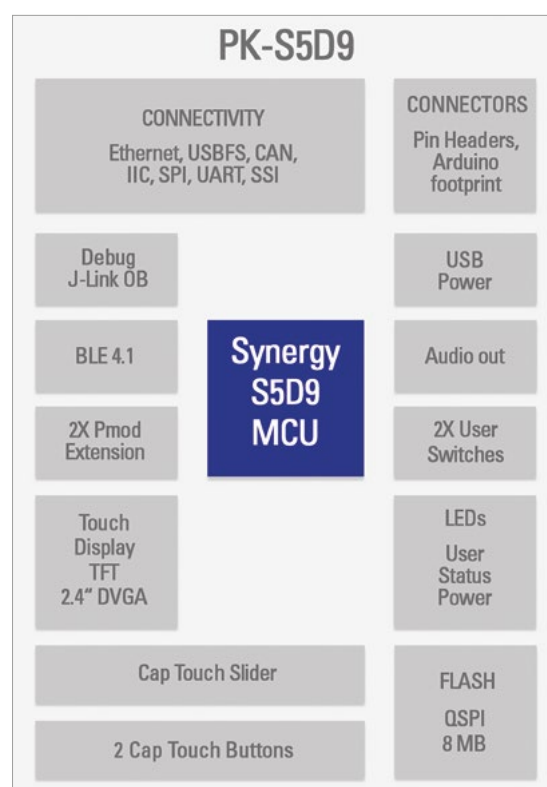 PK-S5D9
CONNECTIVITY
Ethernet, USBFS, CAN,
IIC, SPI, UART, SSI
CONNECTORS
Pin Headers,
Arduino
footprint
Debug
J-Link OB
USB
Power
BLE 4.1
Synergy
S5D9
MCU
Audio out
2X Pmod
Extension
2X User
Switches
Touch
Display
TFT
2.4" DVGA
LEDs
User
Status
Power
Cap Touch Slider
FLASH
QSPI
8 MB
2 Cap Touch Buttons